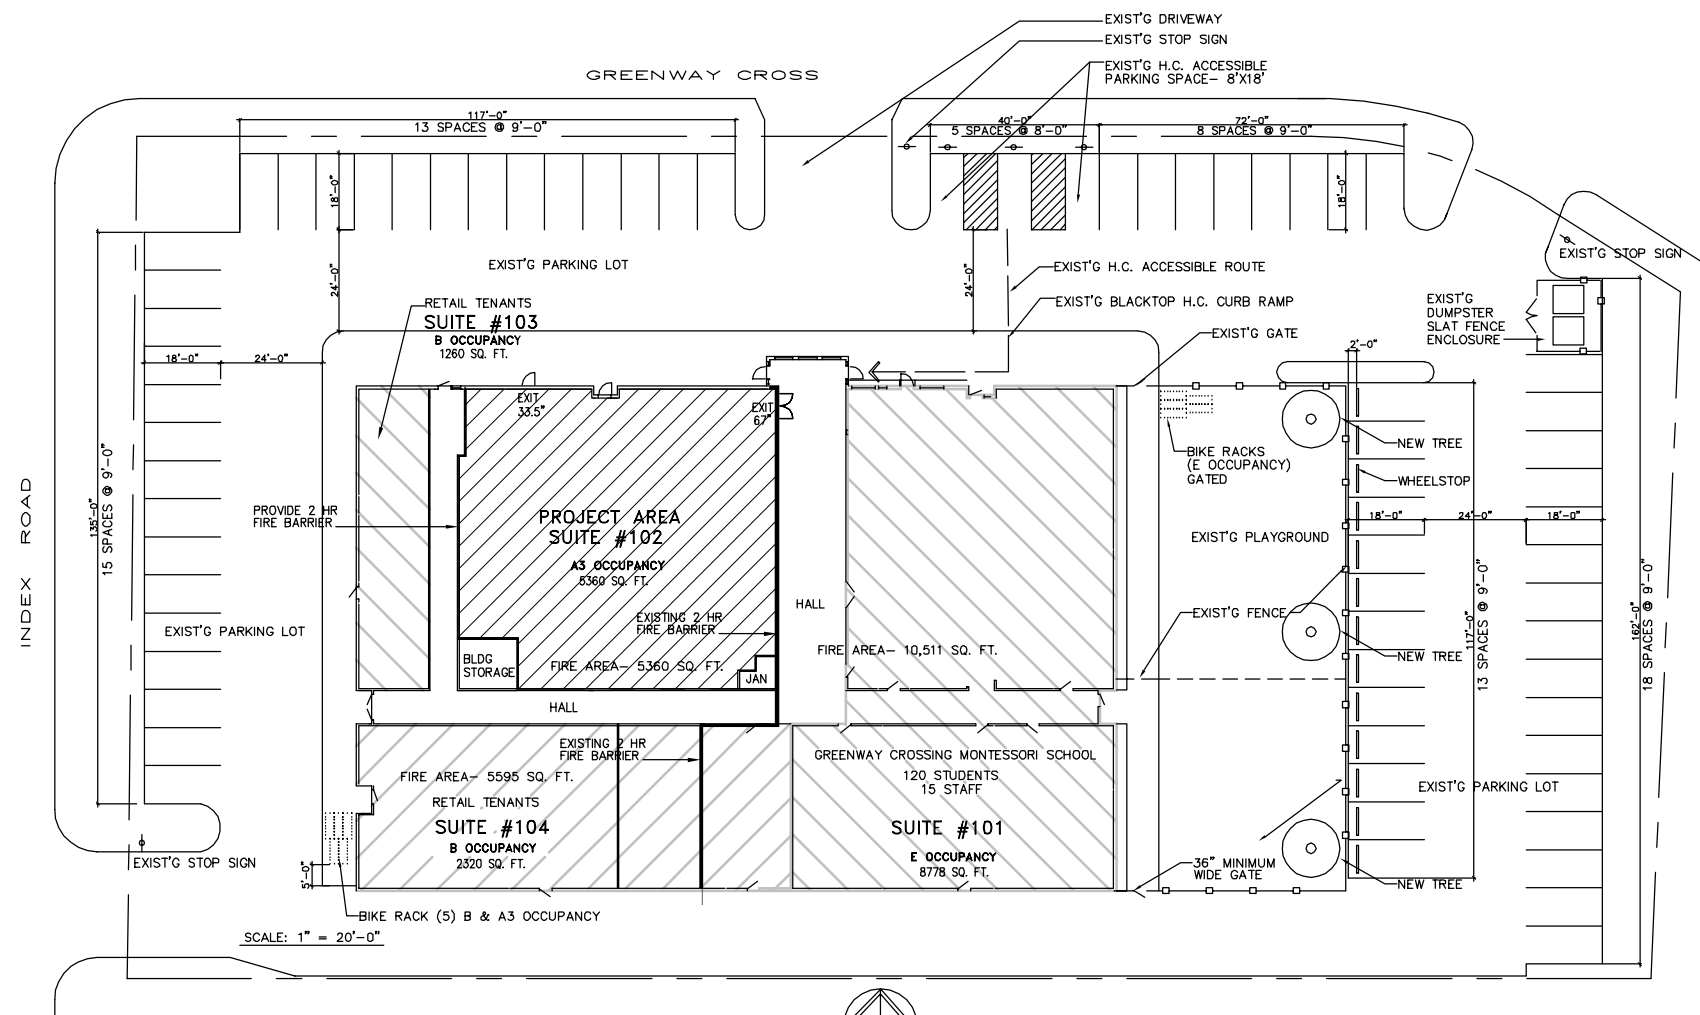 EXIST'G DRIVEWAY
EXIST'G STOP SIGN
EXIST'G H.C. ACCESSIBLE
PARKING SPACE– 8'X18'
GREENWAY CROSS
117'-0"
13 SPACES @ 9'-0"
40'-0"
5 SPACES @ 8'-0"
72'-0"
8 SPACES @ 9'-0"
18'-0"
18'-0"
24'-0"
24'-0"
EXIST'G PARKING LOT
EXIST'G H.C. ACCESSIBLE ROUTE
EXIST'G BLACKTOP H.C. CURB RAMP
EXIST'G GATE
EXIST'G STOP SIGN
EXIST'G
DUMPSTER
SLAT FENCE
ENCLOSURE
2'-0"
RETAIL TENANTS
SUITE #103
B OCCUPANCY
1260 SQ. FT.
18'-0"
24'-0"
EXIT
33.5"
EXIT
67"
BIKE RACKS
(E OCCUPANCY)
GATED
NEW TREE
WHEELSTOP
18'-0"
24'-0"
18'-0"
INDEX ROAD
135'-0"
15 SPACES @ 9'-0"
PROVIDE 2 HR
FIRE BARRIER
PROJECT AREA
SUITE #102
A3 OCCUPANCY
5360 SQ. FT.
EXIST'G PLAYGROUND
HALL
EXISTING 2 HR
FIRE BARRIER
EXIST'G FENCE
EXIST'G PARKING LOT
117'-0"
13 SPACES @ 9'-0"
162'-0"
18 SPACES @ 9'-0"
BLDG
STORAGE
FIRE AREA– 5360 SQ. FT.
JAN
FIRE AREA– 10,511 SQ. FT.
NEW TREE
HALL
EXISTING 2 HR
FIRE BARRIER
GREENWAY CROSSING MONTESSORI SCHOOL
120 STUDENTS
15 STAFF
FIRE AREA– 5595 SQ. FT.
RETAIL TENANTS
SUITE #104
B OCCUPANCY
2320 SQ. FT.
SUITE #101
E OCCUPANCY
8778 SQ. FT.
EXIST'G PARKING LOT
EXIST'G STOP SIGN
5'-0"
36" MINIMUM
WIDE GATE
NEW TREE
BIKE RACK (5) B & A3 OCCUPANCY
SCALE: 1" = 20'-0"